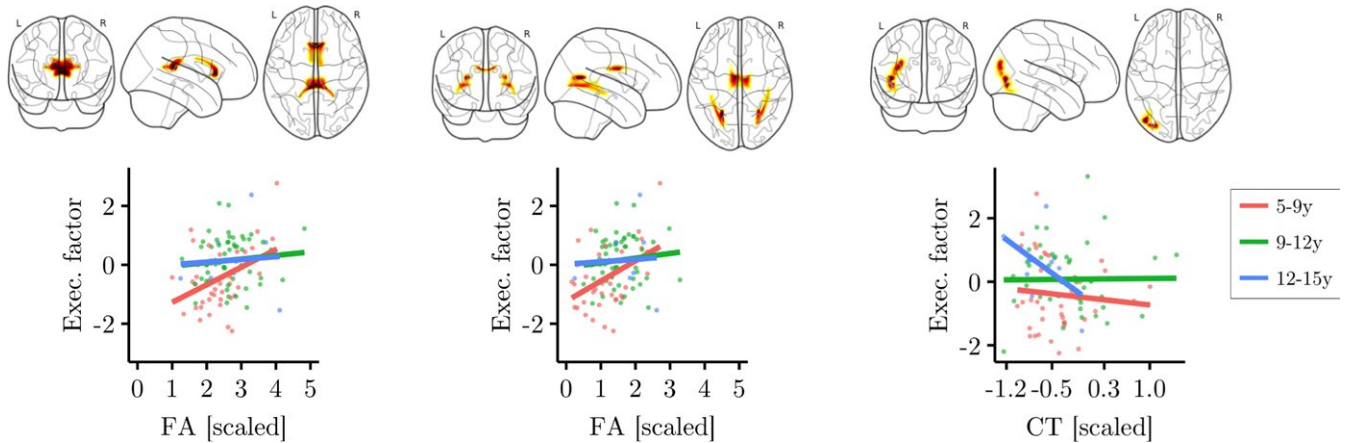 L R
L R
L R
Exec. factor
2
0
-2
0 1 2 3 4 5
FA [scaled]
Exec. factor
2
0
-2
0 1 2 3 4 5
FA [scaled]
Exec. factor
2
0
-2
-1.2 -0.5 0.3 1.0
CT [scaled]
5-9y
9-12y
12-15y